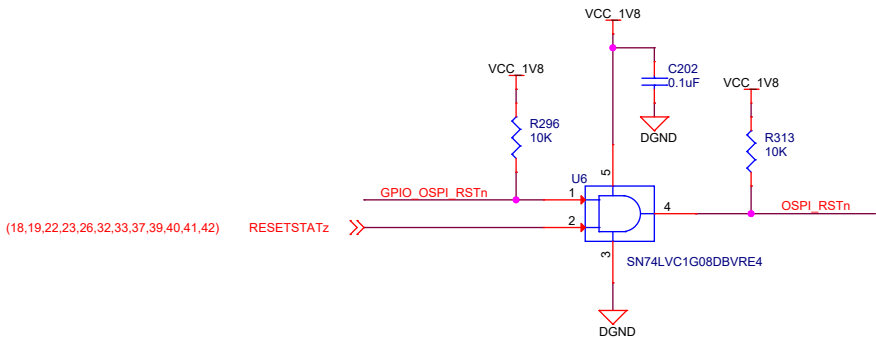 VCC_1V8
VCC_1V8
C202
0.1uF
VCC_1V8
R296
10K
DGND
R313
10K
5
U6
GPIO_OSPI_RSTn
1
4
OSPI_RSTn
(18,19,22,23,26,32,33,37,39,40,41,42)
RESETSTATz
2
3
SN74LVC1G08DBVRE4
DGND